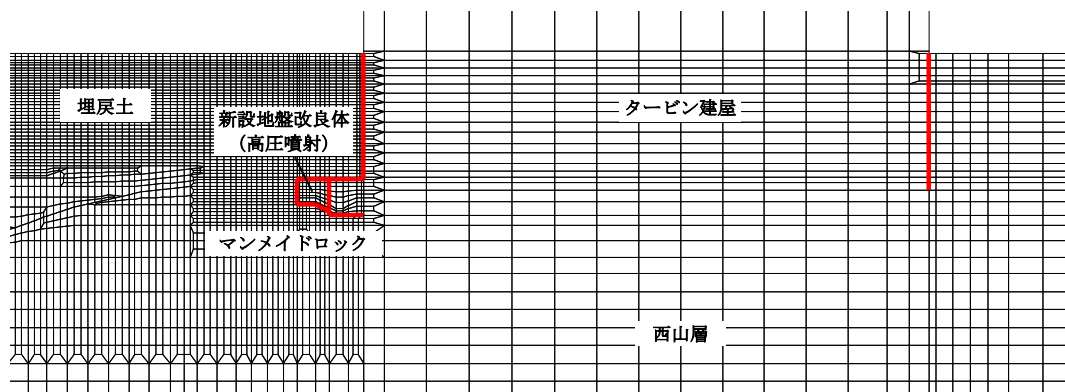 埋戻土
新設地盤改良体
(高圧噴射)
タービン建屋
マンメイドロック
西山層